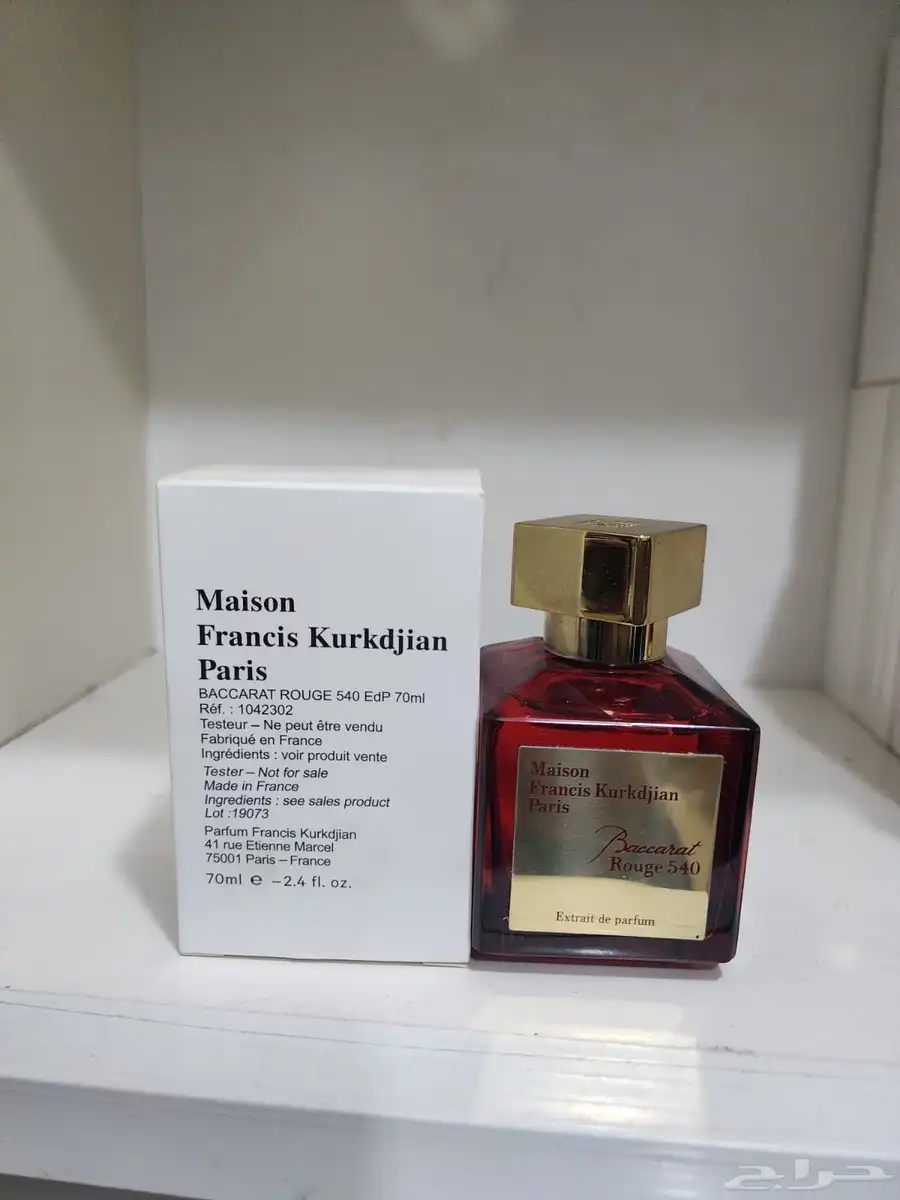 Maison
Francis Kurkdjian
Paris
BACCARAT ROUGE 540 EdP 70ml
Réf. : 1042302
Testeur – Ne peut être vendu
Fabriqué en France
Ingrédients : voir produit vente
Tester – Not for sale
Made in France
Ingredients : see sales product
Lot :19073
Parfum Francis Kurkdjian
41 rue Etienne Marcel
75001 Paris – France
70ml e – 2.4 fl. oz.
Maison
Francis Kurkdjian
Paris
Baccarat
Rouge 540
Extrait de parfum
حراج